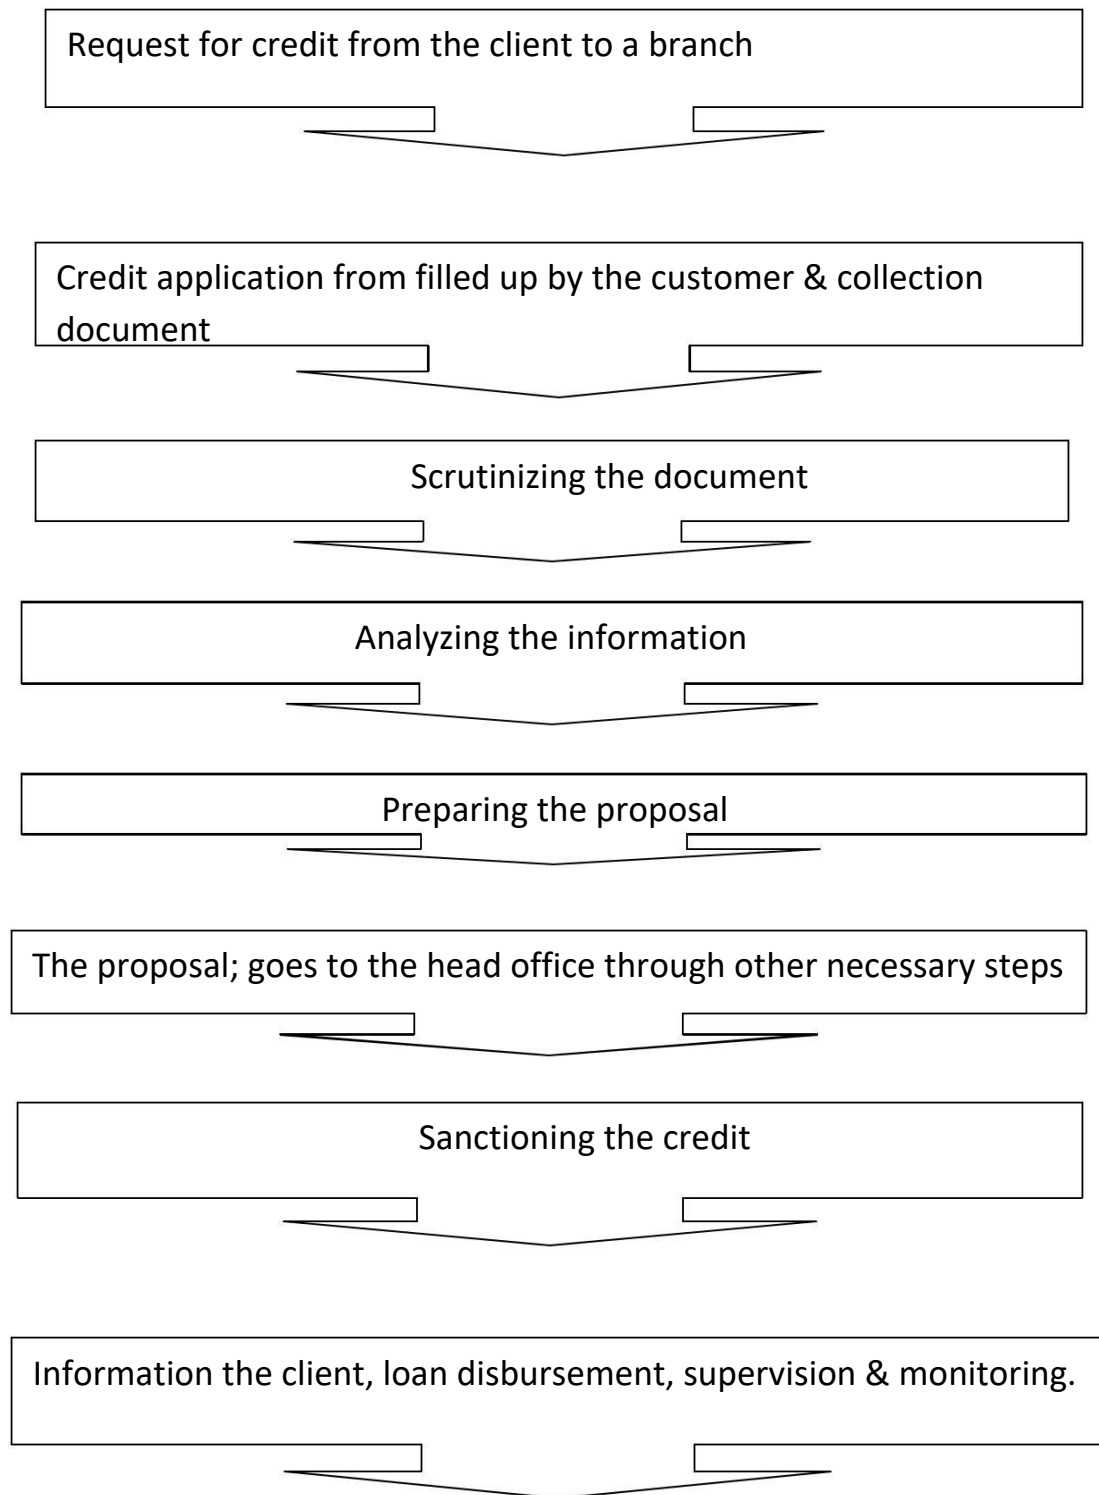 Request for credit from the client to a branch
Credit application from filled up by the customer & collection
document
Scrutinizing the document
Analyzing the information
Preparing the proposal
The proposal; goes to the head office through other necessary steps
Sanctioning the credit
Information the client, loan disbursement, supervision & monitoring.